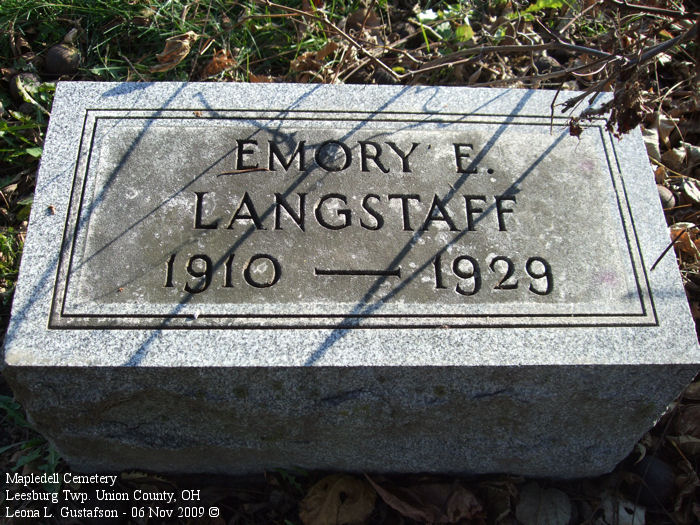 EMORY E.
LANGSTAFF
1910 — 1929
Mapledell Cemetery
Leesburg Twp. Union County, OH
Leona L. Gustafson - 06 Nov 2009 ©